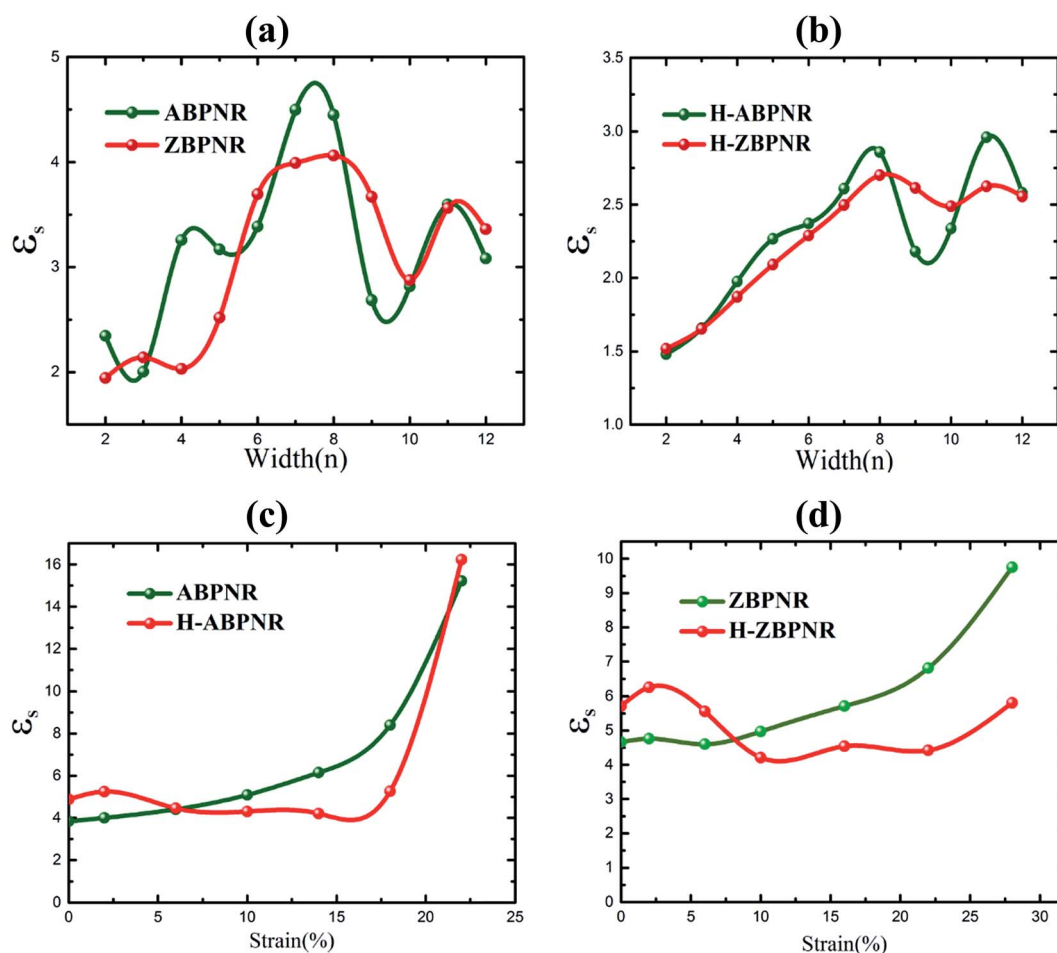 (a)
5
4
3
2
εs
ABPNR
ZBPNR
2 4 6 8 10 12
Width(n)
(b)
3.5
3.0
2.5
2.0
1.5
1.0
εs
H-ABPNR
H-ZBPNR
2 4 6 8 10 12
Width(n)
(c)
16
14
12
10
8
6
4
2
0
εs
ABPNR
H-ABPNR
0 5 10 15 20 25
Strain(%)
(d)
10
9
8
7
6
5
4
3
2
1
0
εs
ZBPNR
H-ZBPNR
0 5 10 15 20 25 30
Strain(%)